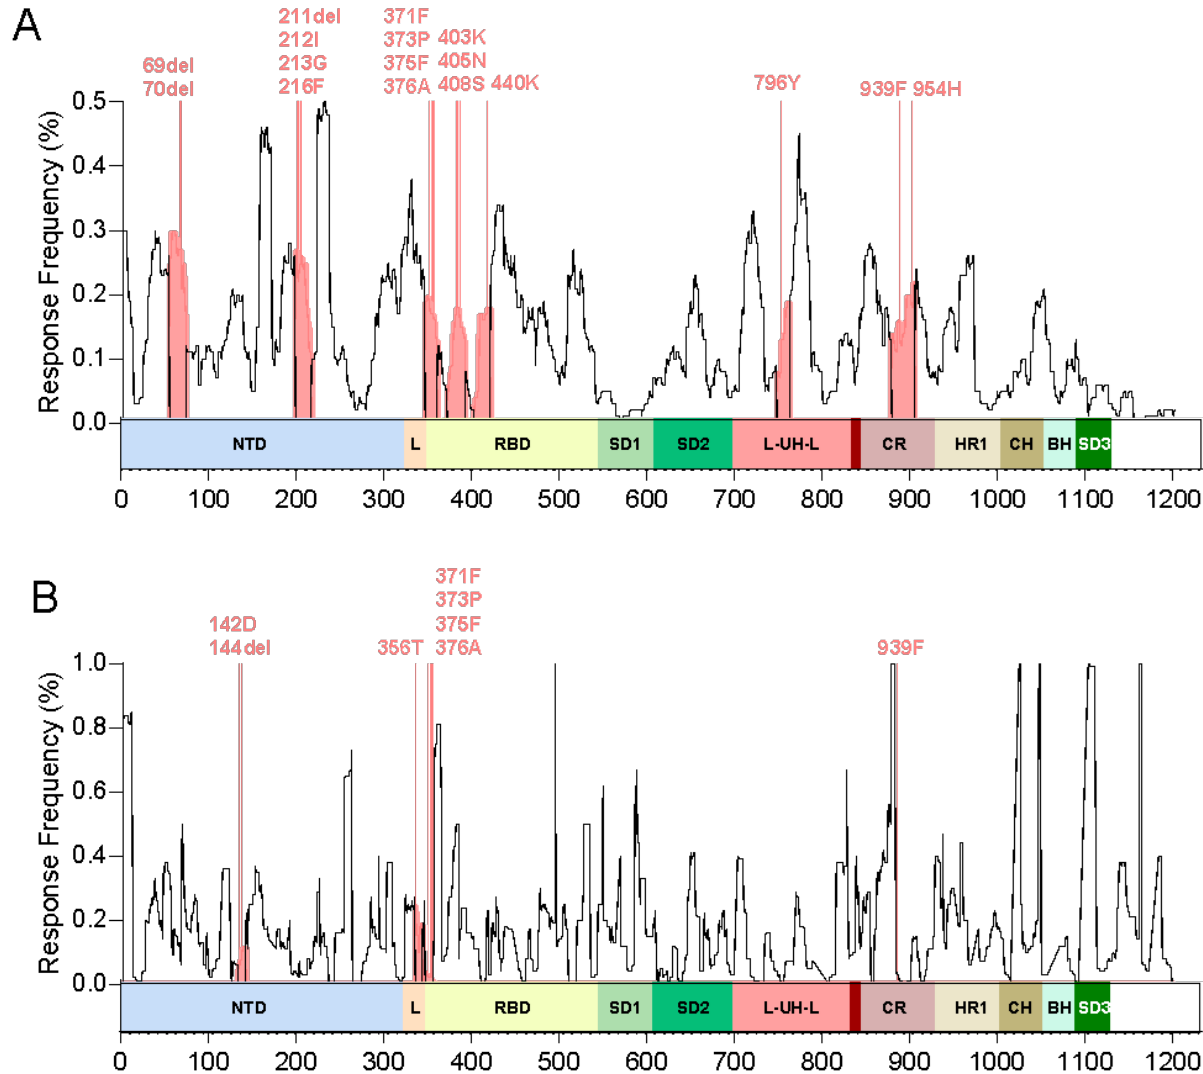 A
211del
212I
213G
216F
371F
373P
375F
376A
403K
405N
408S
440K
69del
70del
796Y
939F 954H
Response Frequency (%)
0.5
0.4
0.3
0.2
0.1
0.0
NTD L RBD SD1 SD2 L-UH-L CR HR1 CH BH SD3
0 100 200 300 400 500 600 700 800 900 1000 1100 1200
B
371F
373P
375F
376A
142D
144del
356T
939F
Response Frequency (%)
1.0
0.8
0.6
0.4
0.2
0.0
NTD L RBD SD1 SD2 L-UH-L CR HR1 CH BH SD3
0 100 200 300 400 500 600 700 800 900 1000 1100 1200